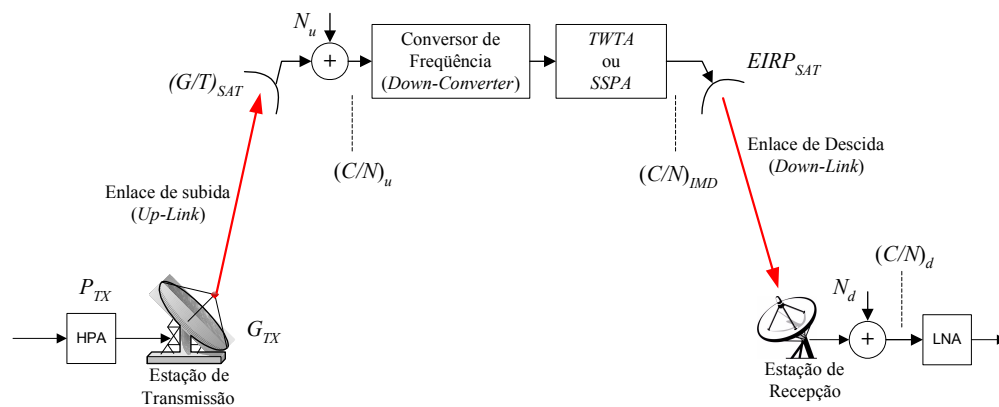 N_u
Conversor de
Freqüência
(Down-Converter)
TWTA
ou
SSPA
EIRP_SAT
(G/T)_SAT
+
(C/N)_u
(C/N)_IMD
Enlace de Descida
(Down-Link)
Enlace de subida
(Up-Link)
P_TX
HPA
G_TX
Estação de
Transmissão
(C/N)_d
N_d
+
LNA
Estação de
Recepção